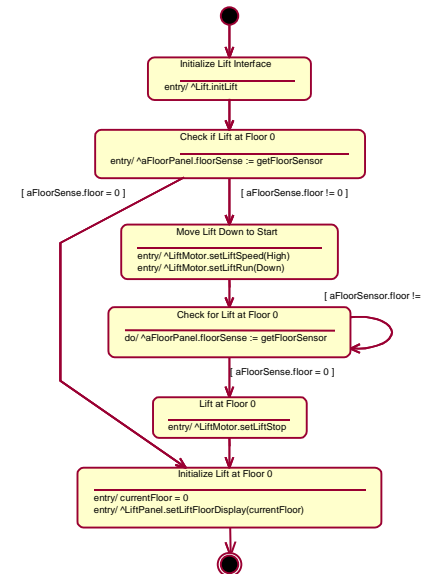 Initialize Lift Interface
entry/ ^Lift.initLift
Check if Lift at Floor 0
entry/ ^aFloorPanel.floorSense := getFloorSensor
[ aFloorSense.floor = 0 ]
[ aFloorSense.floor != 0 ]
Move Lift Down to Start
entry/ ^LiftMotor.setLiftSpeed(High)
entry/ ^LiftMotor.setLiftRun(Down)
[ aFloorSensor.floor !=
Check for Lift at Floor 0
do/ ^aFloorPanel.floorSense := getFloorSensor
[ aFloorSense.floor = 0 ]
Lift at Floor 0
entry/ ^LiftMotor.setLiftStop
Initialize Lift at Floor 0
entry/ currentFloor = 0
entry/ ^LiftPanel.setLiftFloorDisplay(currentFloor)